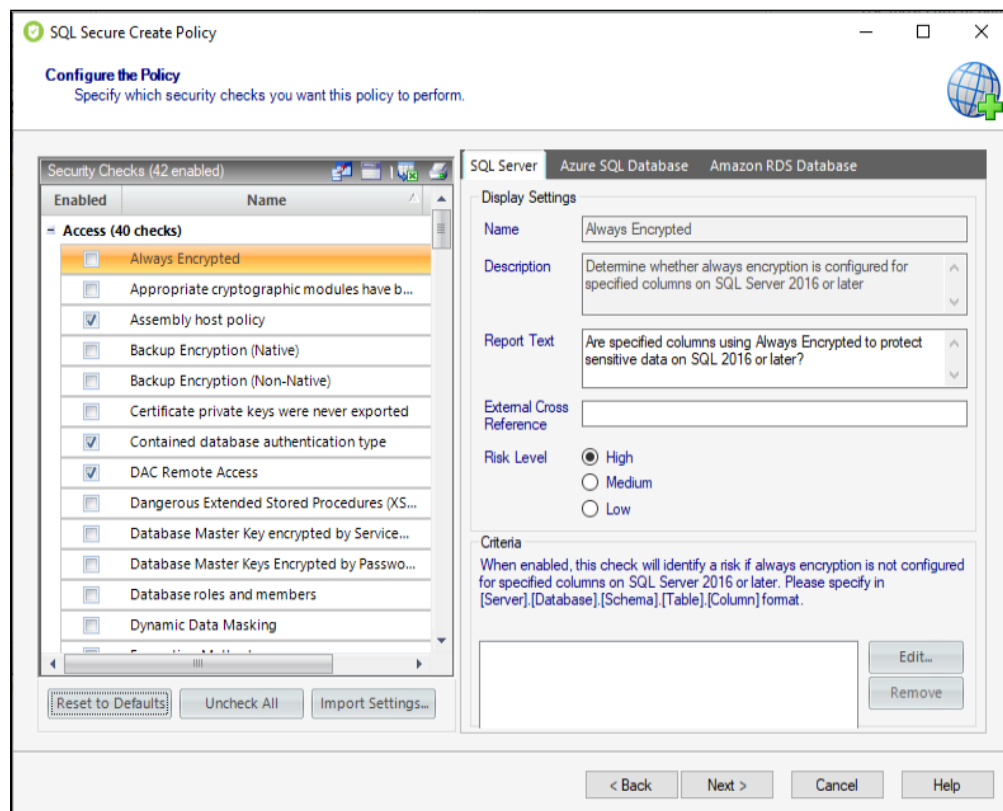 SQL Secure Create Policy
Configure the Policy
Specify which security checks you want this policy to perform.
Security Checks (42 enabled)
Enabled Name
Access (40 checks)
Always Encrypted
Appropriate cryptographic modules have b...
Assembly host policy
Backup Encryption (Native)
Backup Encryption (Non-Native)
Certificate private keys were never exported
Contained database authentication type
DAC Remote Access
Dangerous Extended Stored Procedures (XS...
Database Master Key encrypted by Service...
Database Master Keys Encrypted by Passwo...
Database roles and members
Dynamic Data Masking
Reset to Defaults Uncheck All Import Settings...
SQL Server Azure SQL Database Amazon RDS Database
Display Settings
Name Always Encrypted
Description Determine whether always encryption is configured for
specified columns on SQL Server 2016 or later
Report Text Are specified columns using Always Encrypted to protect
sensitive data on SQL 2016 or later?
External Cross
Reference
Risk Level High
Medium
Low
Criteria
When enabled, this check will identify a risk if always encryption is not configured
for specified columns on SQL Server 2016 or later. Please specify in
[Server].[Database].[Schema].[Table].[Column] format.
Edit...
Remove
< Back Next > Cancel Help